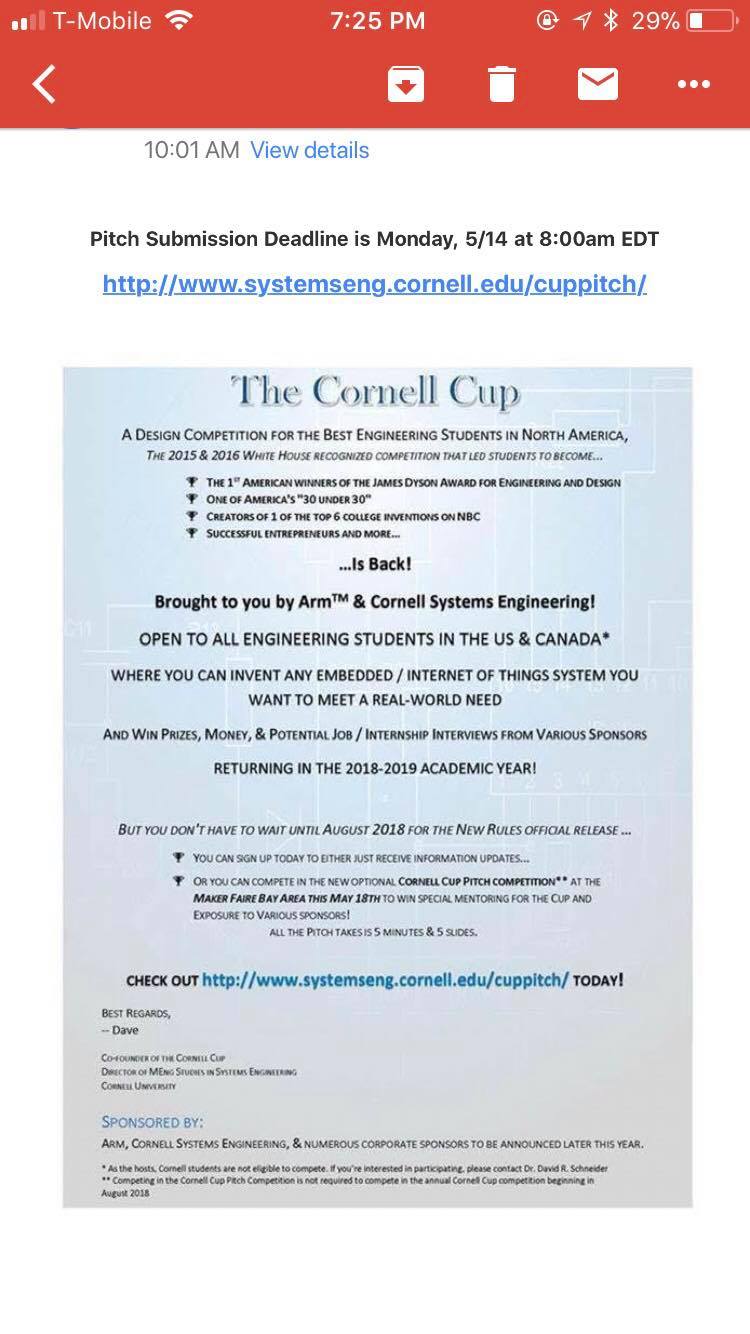 T-Mobile 7:25 PM 29%
10:01 AM View details
Pitch Submission Deadline is Monday, 5/14 at 8:00am EDT
http://www.systemseng.cornell.edu/cuppitch/
The Cornell Cup
A Design Competition for the Best Engineering Students in North America,
The 2015 & 2016 White House recognized competition that led students to become...
The 1st American winners of the James Dyson Award for Engineering and Design
One of America's "30 under 30"
Creators of 1 of the top 6 college inventions on NBC
Successful entrepreneurs and more...
...Is Back!
Brought to you by Arm™ & Cornell Systems Engineering!
OPEN TO ALL ENGINEERING STUDENTS IN THE US & CANADA*
WHERE YOU CAN INVENT ANY EMBEDDED / INTERNET OF THINGS SYSTEM YOU
WANT TO MEET A REAL-WORLD NEED
And Win Prizes, Money, & Potential Job / Internship Interviews from Various Sponsors
RETURNING IN THE 2018-2019 ACADEMIC YEAR!
But you don't have to wait until August 2018 for the New Rules official release ...
You can sign up today to either just receive information updates...
Or you can compete in the new optional Cornell Cup Pitch competition** at the
Maker Faire Bay Area this May 18th to win special mentoring for the Cup and
Exposure to Various sponsors!
All the Pitch takes is 5 minutes & 5 slides.
CHECK OUT http://www.systemseng.cornell.edu/cuppitch/ TODAY!
Best Regards,
-- Dave
Co-founder of the Cornell Cup
Director of MEng Studies in Systems Engineering
Cornell University
Sponsored by:
Arm, Cornell Systems Engineering, & numerous corporate sponsors to be announced later this year.
* As the hosts, Cornell students are not eligible to compete. If you're interested in participating, please contact Dr. David R. Schneider
** Competing in the Cornell Cup Pitch Competition is not required to compete in the annual Cornell Cup competition beginning in
August 2018